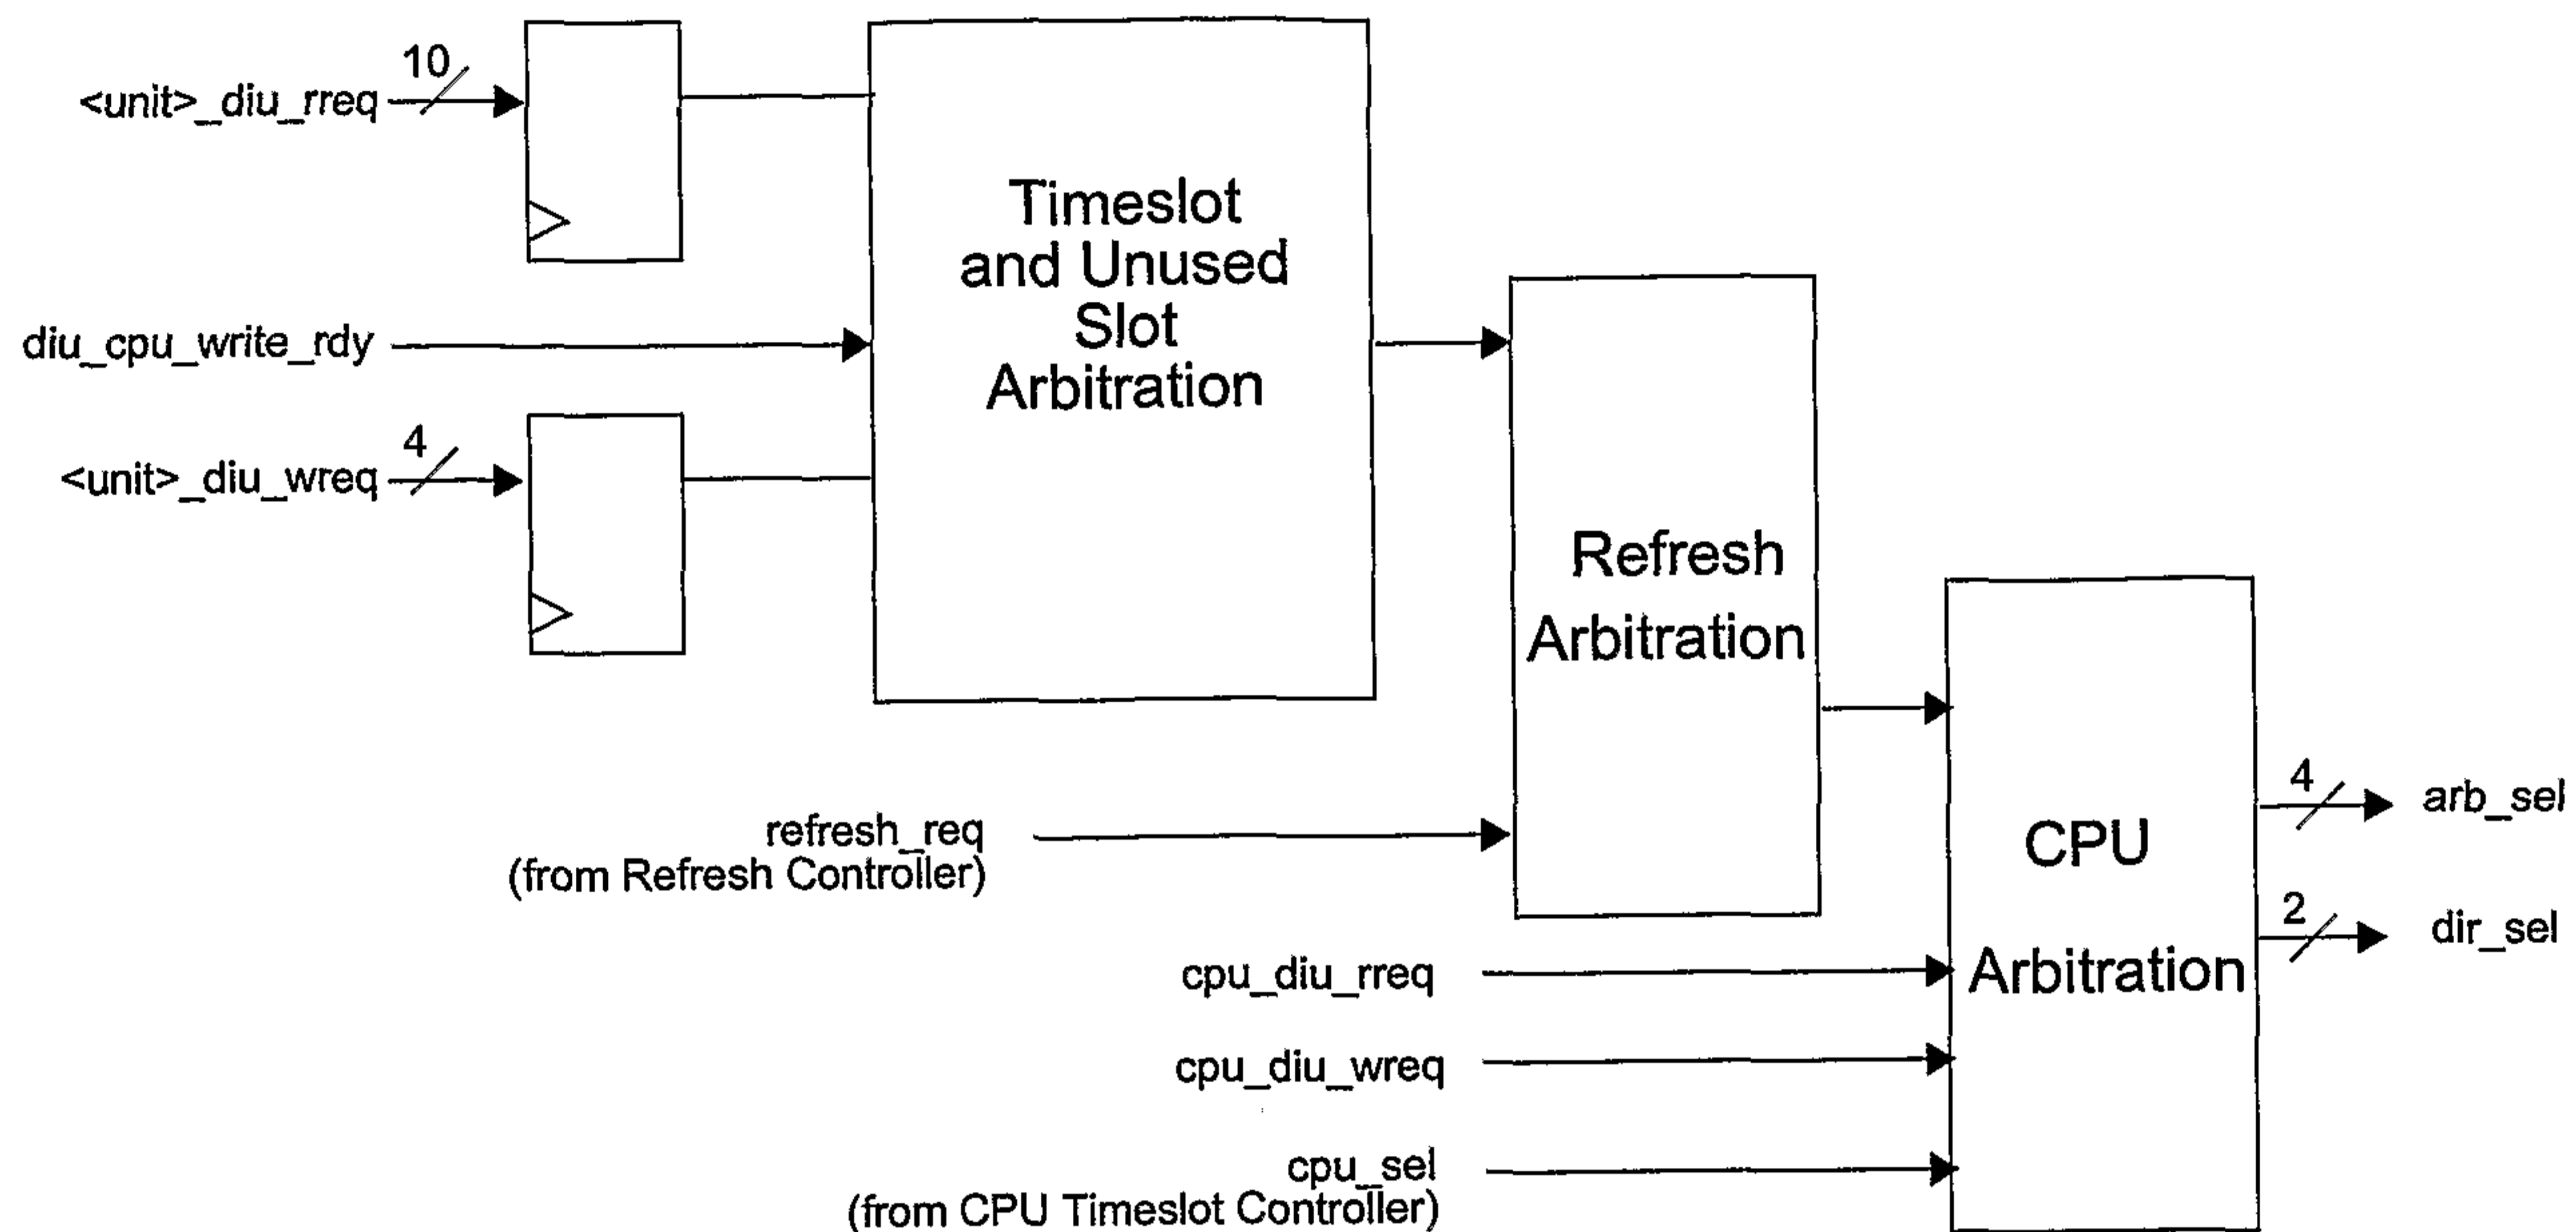 10
<unit>_diu_rreq
diu_cpu_write_rdy
4
<unit>_diu_wreq
Timeslot
and Unused
Slot
Arbitration
Refresh
Arbitration
refresh_req
(from Refresh Controller)
cpu_diu_rreq
cpu_diu_wreq
cpu_sel
(from CPU Timeslot Controller)
CPU
Arbitration
4
arb_sel
2
dir_sel